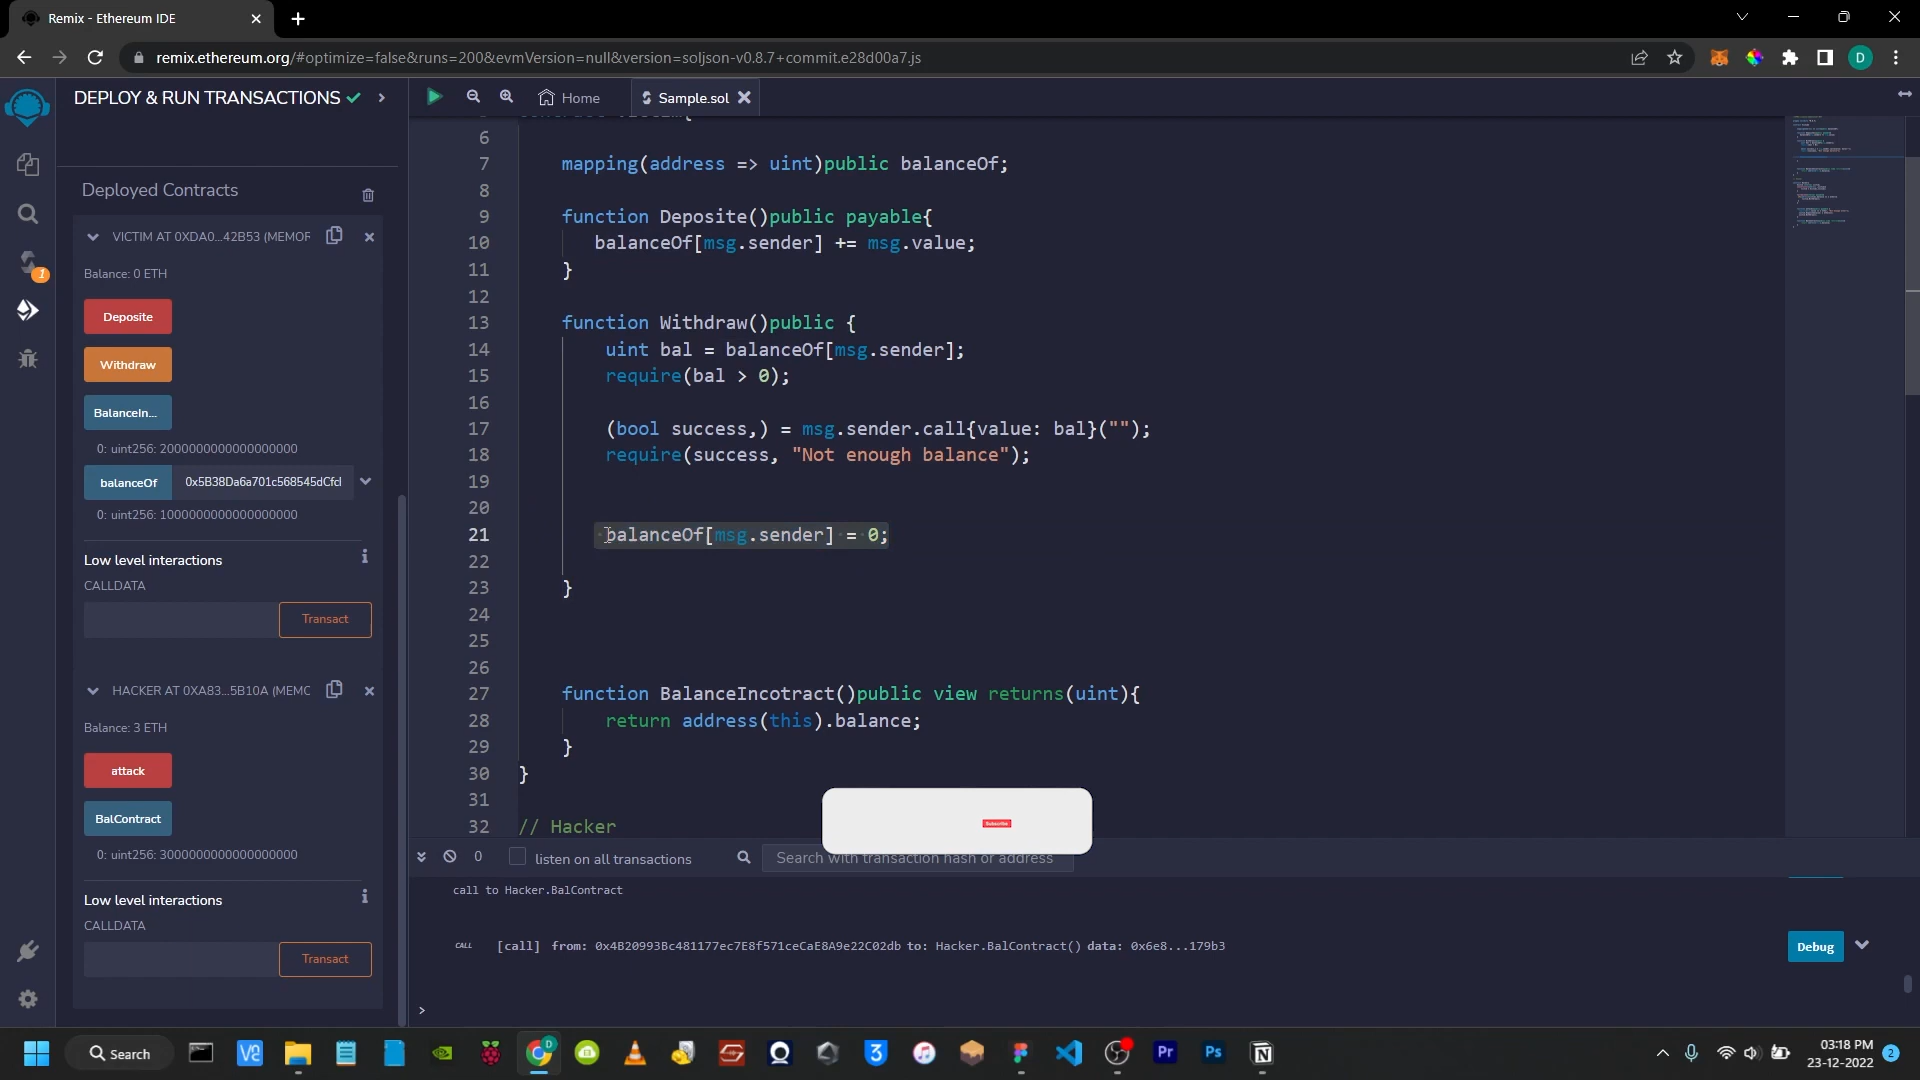 Remix - Ethereum IDE
remix.ethereum.org/#optimize=false&runs=200&evmVersion=null&version=soljson-v0.8.7+commit.e28d00a7.js
D
DEPLOY & RUN TRANSACTIONS
Home
Sample.sol
Deployed Contracts
VICTIM AT 0XDA0...42B53 (MEMOR
Balance: 0 ETH
Deposite
Withdraw
BalanceIn...
0: uint256: 2000000000000000000
balanceOf
0x5B38Da6a701c568545dCfcl
0: uint256: 1000000000000000000
Low level interactions
CALLDATA
Transact
HACKER AT 0XA83...5B10A (MEMC
Balance: 3 ETH
attack
BalContract
0: uint256: 3000000000000000000
Low level interactions
CALLDATA
Transact
1
6
7 mapping(address => uint)public balanceOf;
8
9 function Deposite()public payable{
10 balanceOf[msg.sender] += msg.value;
11 }
12
13 function Withdraw()public {
14 uint bal = balanceOf[msg.sender];
15 require(bal > 0);
16
17 (bool success,) = msg.sender.call{value: bal}("");
18 require(success, "Not enough balance");
19
20
21 balanceOf[msg.sender] = 0;
22
23 }
24
25
26
27 function BalanceIncotract()public view returns(uint){
28 return address(this).balance;
29 }
30 }
31
32 // Hacker
Subscribe
0
listen on all transactions
Search with transaction hash or address
call to Hacker.BalContract
CALL [call] from: 0x4B20993Bc481177ec7E8f571ceCaE8A9e22C02db to: Hacker.BalContract() data: 0x6e8...179b3
Debug
>
Search
D
Pr
Ps
03:18 PM
23-12-2022
2